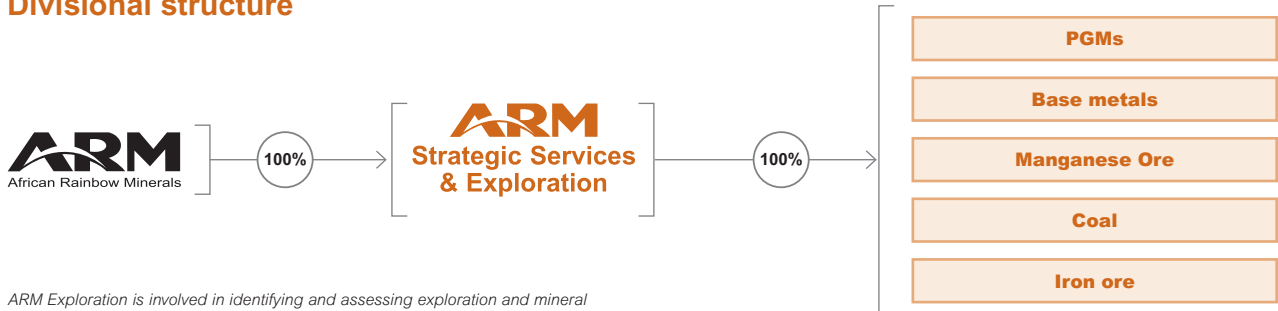 Divisional structure
ARM
African Rainbow Minerals
100%
ARM
Strategic Services
& Exploration
100%
PGMs
Base metals
Manganese Ore
Coal
Iron ore
ARM Exploration is involved in identifying and assessing exploration and mineral